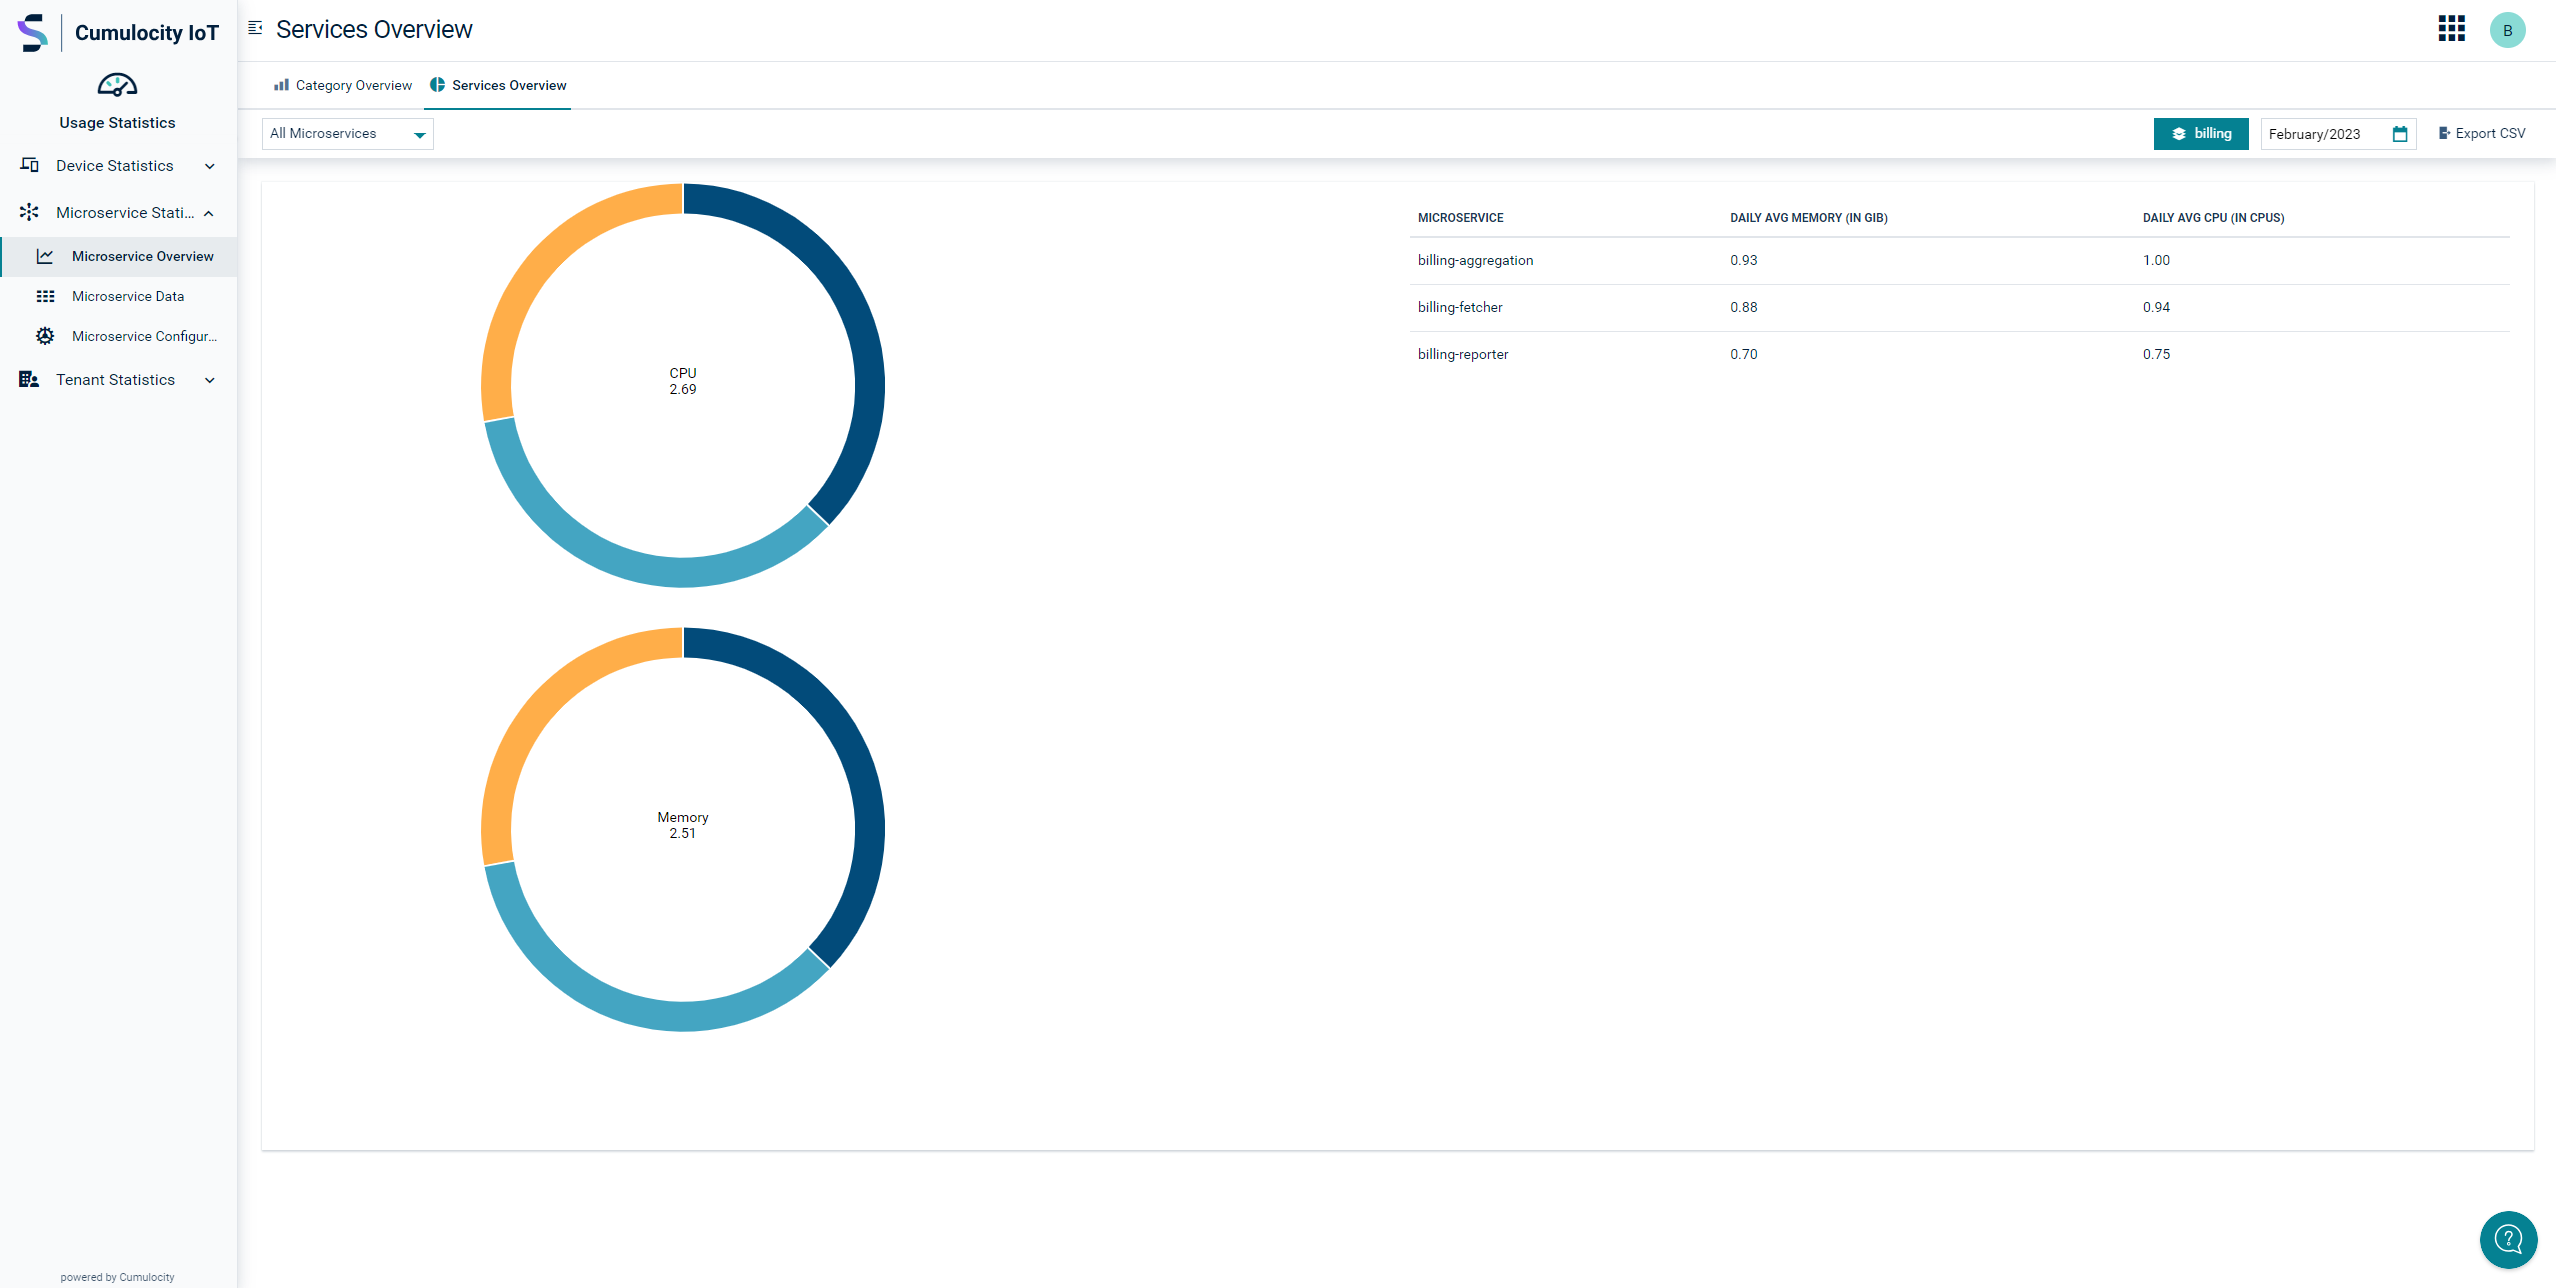 Cumulocity IoT
Usage Statistics
Device Statistics
Microservice Stati...
Microservice Overview
Microservice Data
Microservice Configur...
Tenant Statistics
powered by Cumulocity
Services Overview
B
Category Overview
Services Overview
All Microservices
billing
February/2023
Export CSV
CPU
2.69
Memory
2.51
MICROSERVICE DAILY AVG MEMORY (IN GIB) DAILY AVG CPU (IN CPUS)
billing-aggregation 0.93 1.00
billing-fetcher 0.88 0.94
billing-reporter 0.70 0.75
?